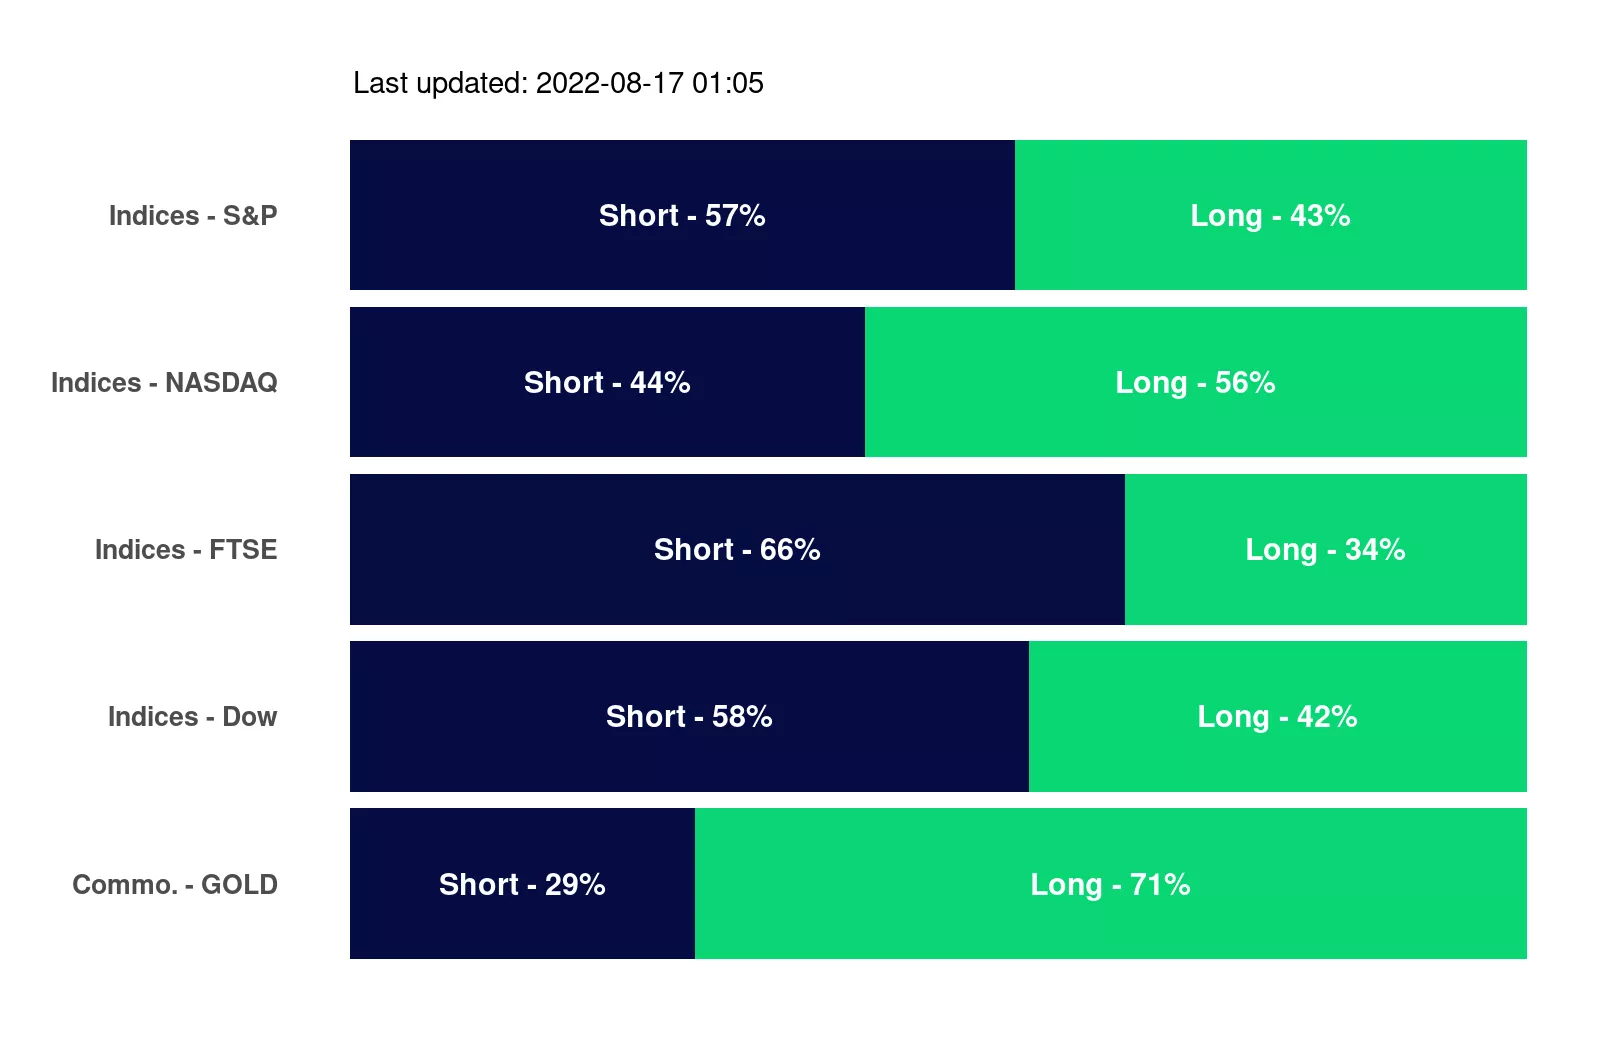 Last updated: 2022-08-17 01:05
Indices - S&P Short - 57% Long - 43%
Indices - NASDAQ Short - 44% Long - 56%
Indices - FTSE Short - 66% Long - 34%
Indices - Dow Short - 58% Long - 42%
Commo. - GOLD Short - 29% Long - 71%